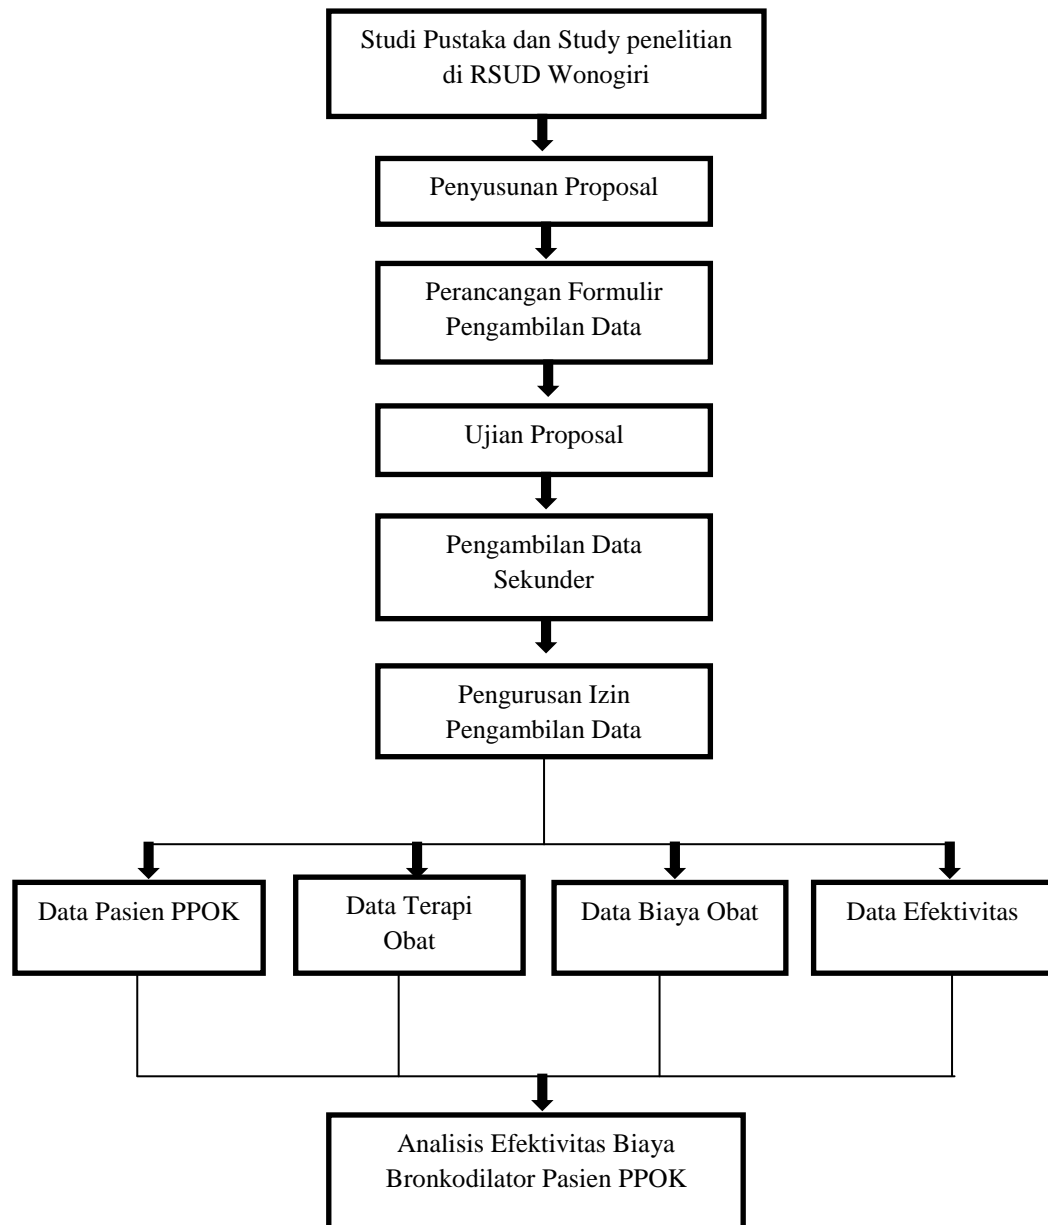 Studi Pustaka dan Study penelitian
di RSUD Wonogiri
Penyusunan Proposal
Perancangan Formulir
Pengambilan Data
Ujian Proposal
Pengambilan Data
Sekunder
Pengurusan Izin
Pengambilan Data
Data Pasien PPOK
Data Terapi
Obat
Data Biaya Obat
Data Efektivitas
Analisis Efektivitas Biaya
Bronkodilator Pasien PPOK